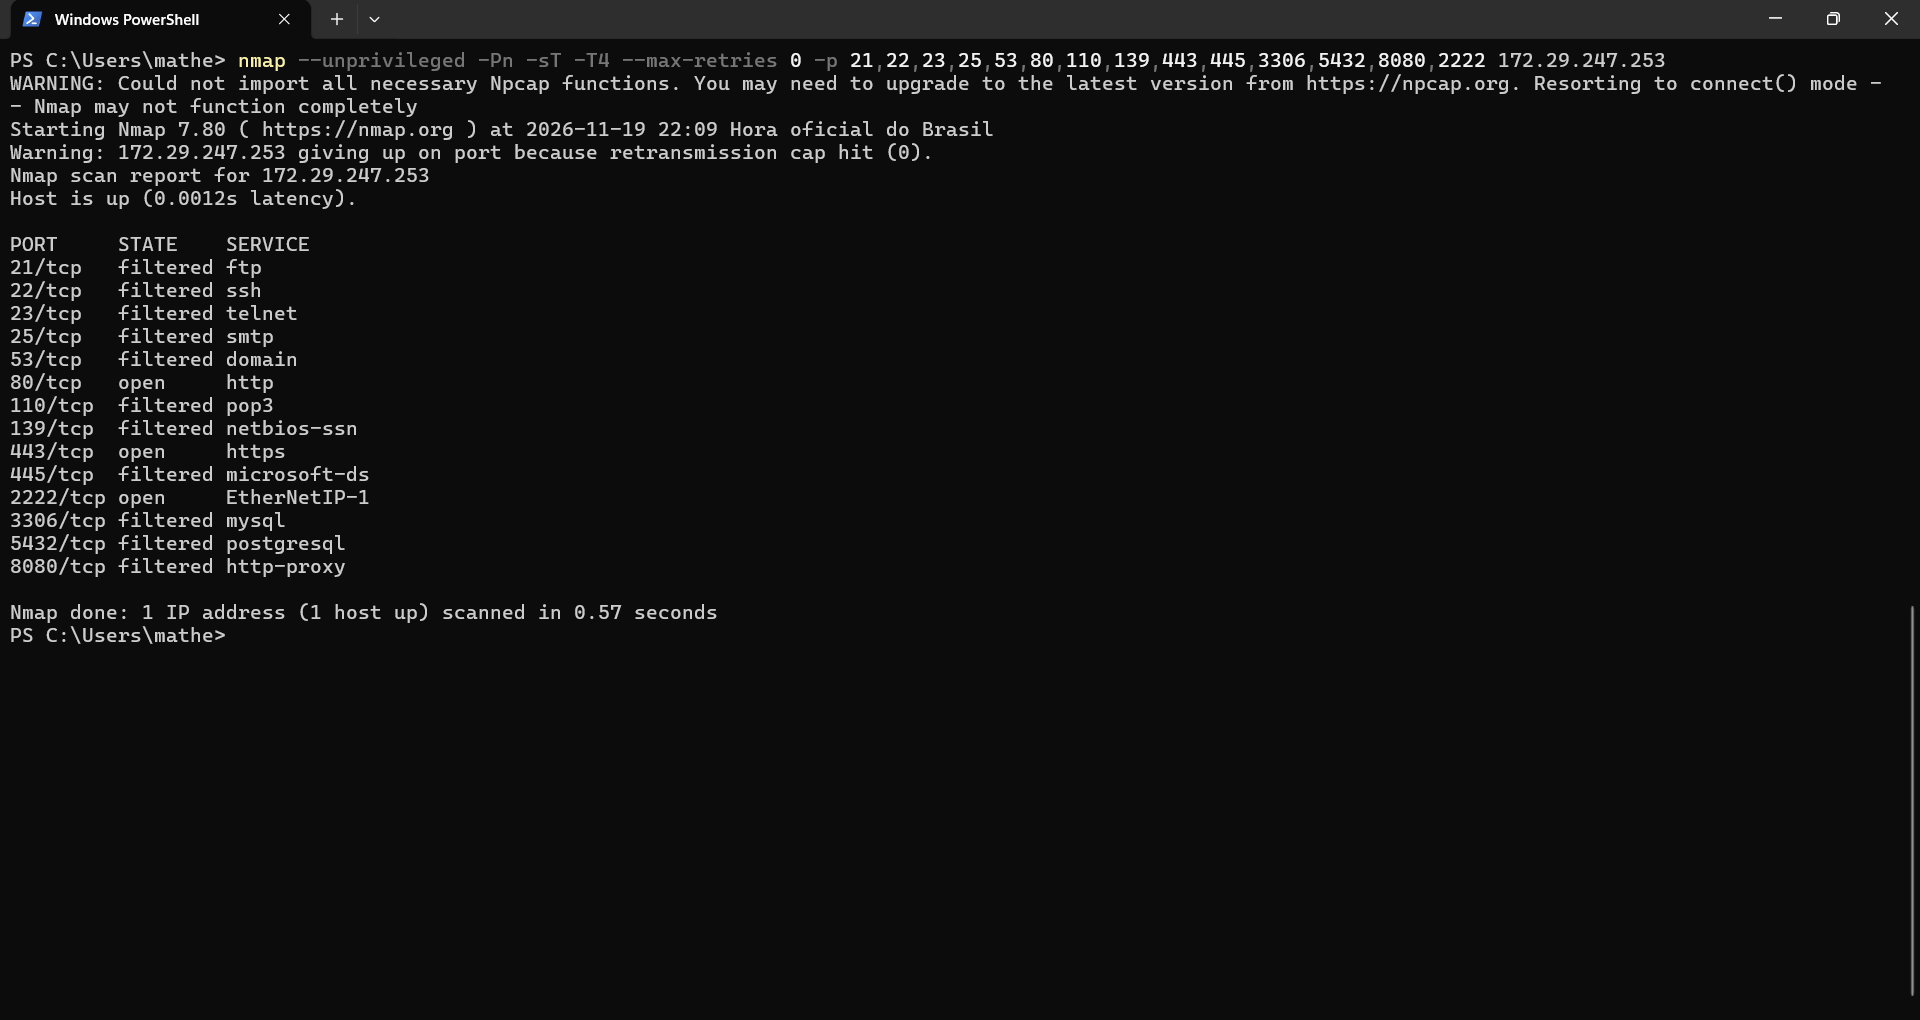 Windows PowerShell
PS C:\Users\mathe> nmap --unprivileged -Pn -sT -T4 --max-retries 0 -p 21,22,23,25,53,80,110,139,443,445,3306,5432,8080,2222 172.29.247.253
WARNING: Could not import all necessary Npcap functions. You may need to upgrade to the latest version from https://npcap.org. Resorting to connect() mode -
- Nmap may not function completely
Starting Nmap 7.80 ( https://nmap.org ) at 2026-11-19 22:09 Hora oficial do Brasil
Warning: 172.29.247.253 giving up on port because retransmission cap hit (0).
Nmap scan report for 172.29.247.253
Host is up (0.0012s latency).
PORT     STATE    SERVICE
21/tcp   filtered ftp
22/tcp   filtered ssh
23/tcp   filtered telnet
25/tcp   filtered smtp
53/tcp   filtered domain
80/tcp   open     http
110/tcp  filtered pop3
139/tcp  filtered netbios-ssn
443/tcp  open     https
445/tcp  filtered microsoft-ds
2222/tcp open     EtherNetIP-1
3306/tcp filtered mysql
5432/tcp filtered postgresql
8080/tcp filtered http-proxy
Nmap done: 1 IP address (1 host up) scanned in 0.57 seconds
PS C:\Users\mathe>